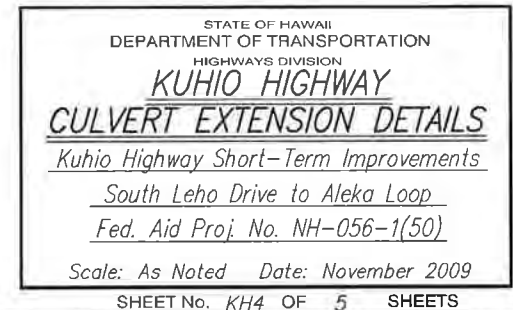 STATE OF HAWAII
DEPARTMENT OF TRANSPORTATION
HIGHWAYS DIVISION
KUHIO HIGHWAY
CULVERT EXTENSION DETAILS
Kuhio Highway Short-Term Improvements
South Leho Drive to Aleka Loop
Fed. Aid Proj. No. NH-056-1(50)
Scale: As Noted Date: November 2009
SHEET No. KH4 OF 5 SHEETS